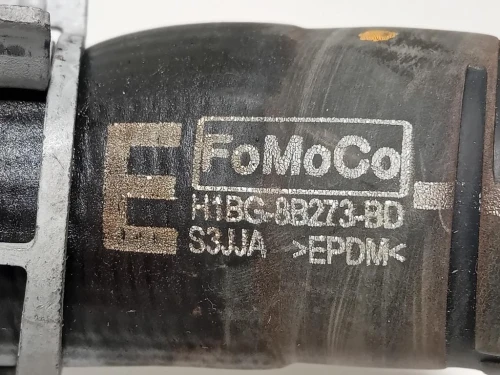 E
FoMoCo
H1BG-8B273-BD
S3JJA >EPDM<